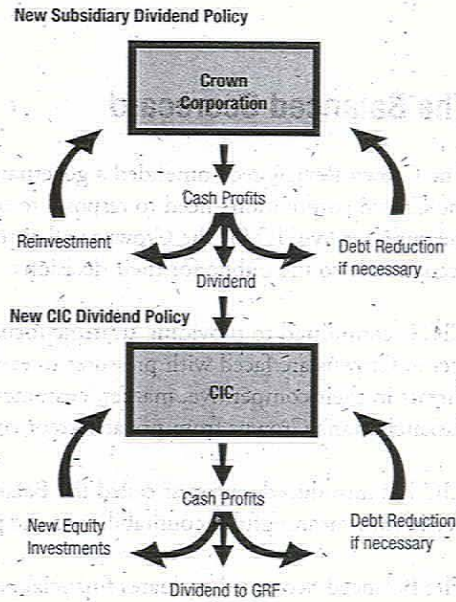 New Subsidiary Dividend Policy
Crown
Corporation
Cash Profits
Reinvestment
Debt Reduction
if necessary
Dividend
New CIC Dividend Policy
CIC
Cash Profits
New Equity
Investments
Debt Reduction
if necessary
Dividend to GRF